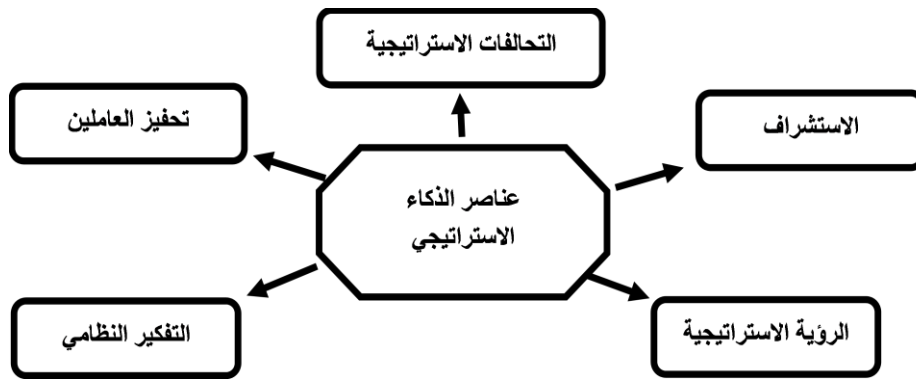 التحالفات الاستراتيجية
الاستشراف
تحفيز العاملين
عناصر الذكاء
الاستراتيجي
الرؤية الاستراتيجية
التفكير النظامي